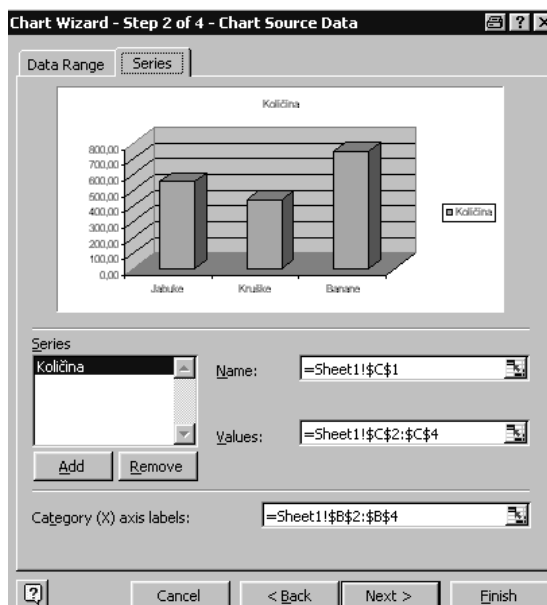 Chart Wizard - Step 2 of 4 - Chart Source Data
Data Range
Series
Količina
800,00
700,00
600,00
500,00
400,00
300,00
200,00
100,00
0,00
Jabuke Kruške Banane
Količina
Series
Količina
Name: =Sheet1!$C$1
Values: =Sheet1!$C$2:$C$4
Add Remove
Category (X) axis labels: =Sheet1!$B$2:$B$4
Cancel < Back Next > Finish